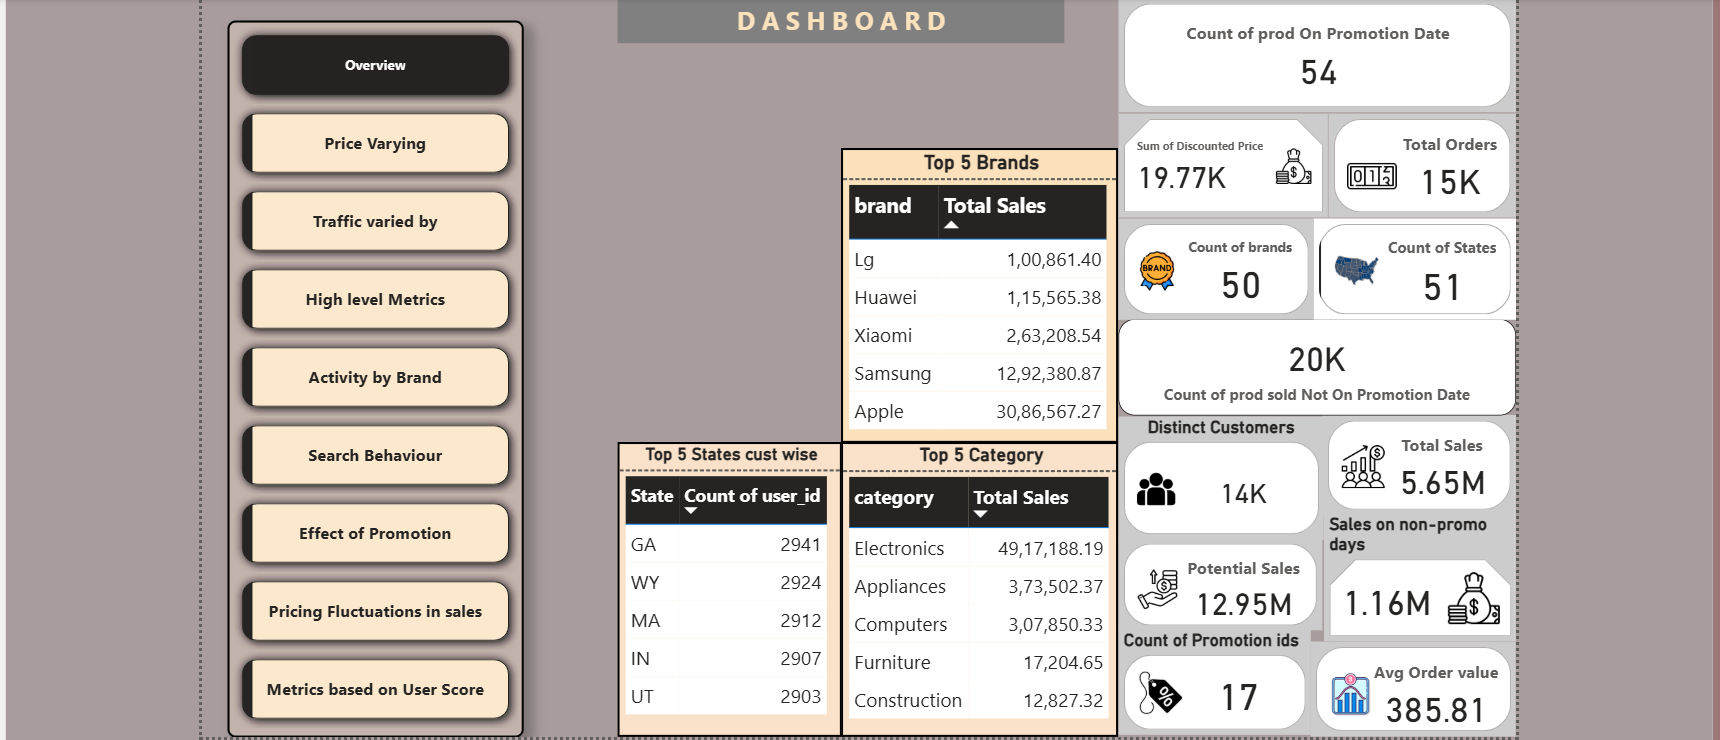 DASHBOARD
Overview
Price Varying
Traffic varied by
High level Metrics
Activity by Brand
Search Behaviour
Effect of Promotion
Pricing Fluctuations in sales
Metrics based on User Score
Top 5 Brands
brand Total Sales
Lg 1,00,861.40
Huawei 1,15,565.38
Xiaomi 2,63,208.54
Samsung 12,92,380.87
Apple 30,86,567.27
Top 5 States cust wise
State Count of user_id
GA 2941
WY 2924
MA 2912
IN 2907
UT 2903
Top 5 Category
category Total Sales
Electronics 49,17,188.19
Appliances 3,73,502.37
Computers 3,07,850.33
Furniture 17,204.65
Construction 12,827.32
Count of prod On Promotion Date
54
Sum of Discounted Price
19.77K
Total Orders
15K
Count of brands
50
BRAND
Count of States
51
20K
Count of prod sold Not On Promotion Date
Distinct Customers
14K
Total Sales
5.65M
Potential Sales
12.95M
Sales on non-promo
days
1.16M
Count of Promotion ids
17
Avg Order value
385.81